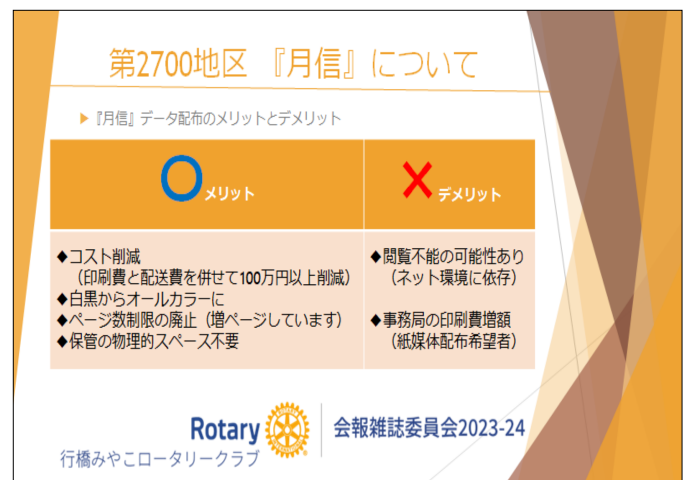 第2700地区 『月信』について
▶『月信』データ配布のメリットとデメリット
〇メリット
×デメリット
◆コスト削減
（印刷費と配送費を併せて100万円以上削減）
◆白黒からオールカラーに
◆ページ数制限の廃止（増ページしています）
◆保管の物理的スペース不要
◆閲覧不能の可能性あり
（ネット環境に依存）
◆事務局の印刷費増額
（紙媒体配布希望者）
Rotary
会報雑誌委員会2023-24
行橋みやこロータリークラブ